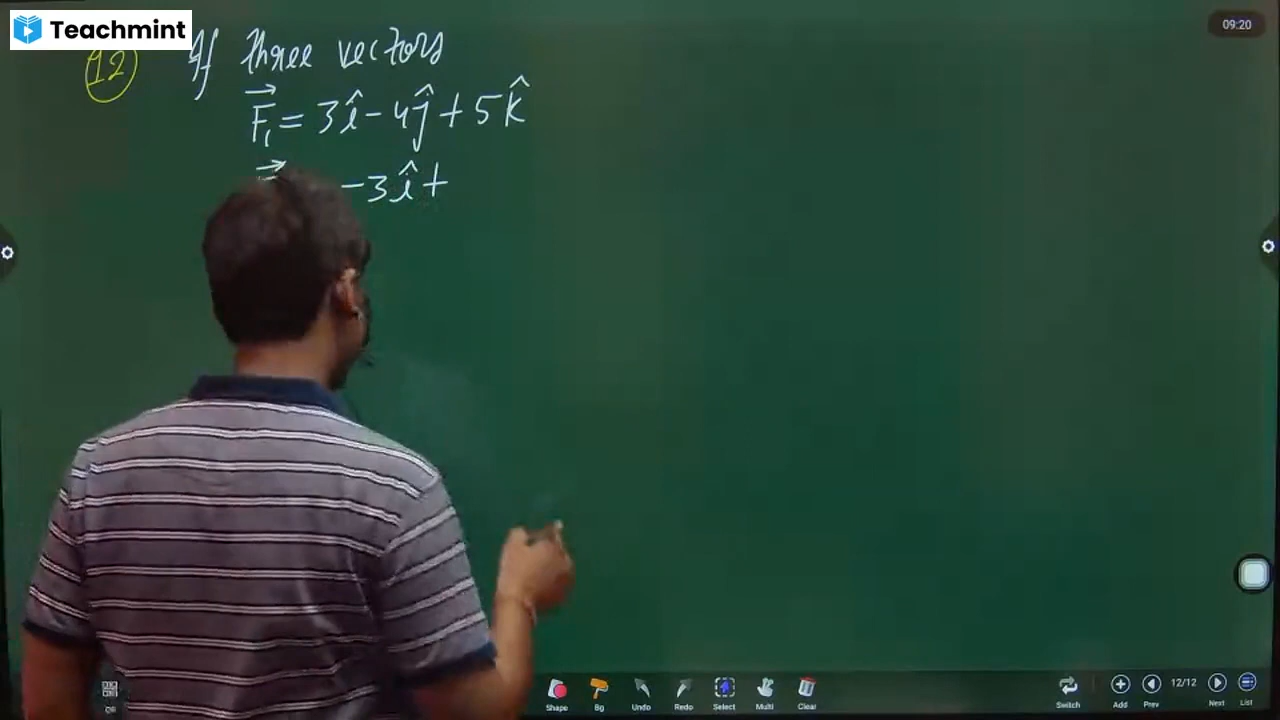 Teachmint
09:20
12 If three vectors
F₁ = 3î - 4ĵ + 5k̂
-3î +
Shape Bg Undo Redo Select Multi Clear Switch Add Prev 12/12 Next List